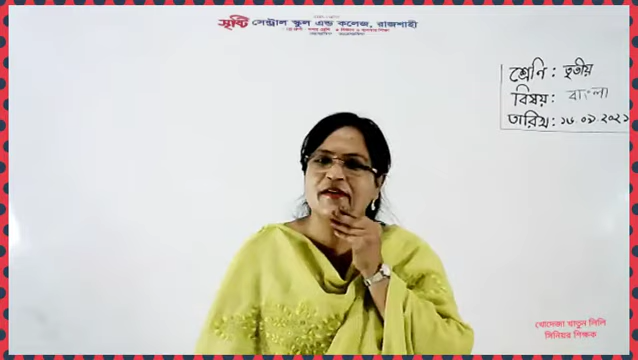 সৃষ্টি সেন্ট্রাল স্কুল এন্ড কলেজ, রাজশাহী
শ্রেণি : তৃতীয়
বিষয় : বাংলা
তারিখ : ১৬.০৯.২০২১
খোদেজা খাতুন লিলি
সিনিয়র শিক্ষক